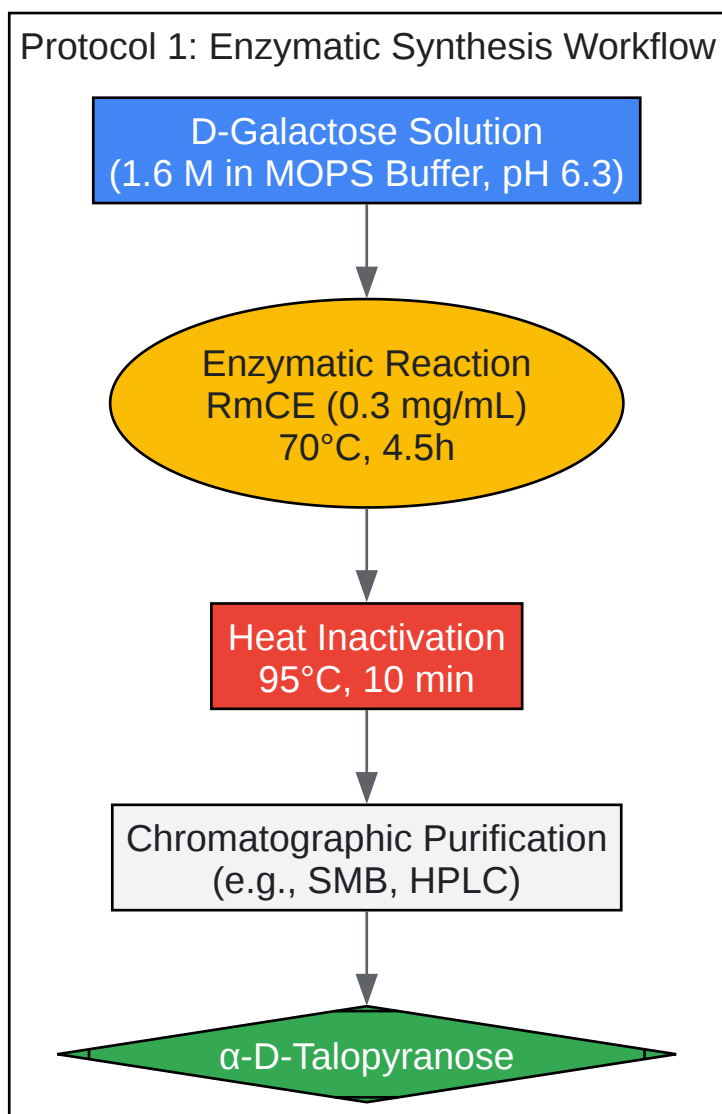 Protocol 1: Enzymatic Synthesis Workflow
D-Galactose Solution
(1.6 M in MOPS Buffer, pH 6.3)
Enzymatic Reaction
RmCE (0.3 mg/mL)
70°C, 4.5h
Heat Inactivation
95°C, 10 min
Chromatographic Purification
(e.g., SMB, HPLC)
α-D-Talopyranose